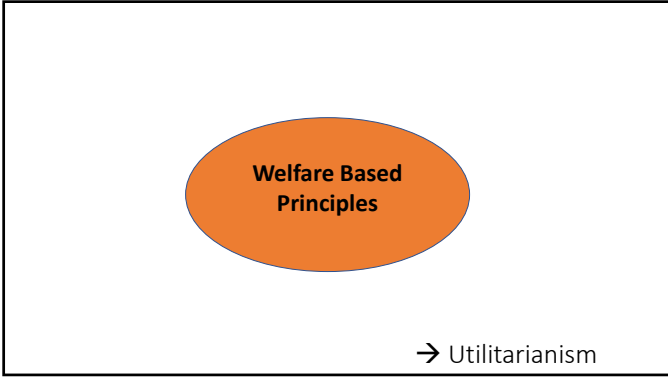 Welfare Based
Principles
→ Utilitarianism